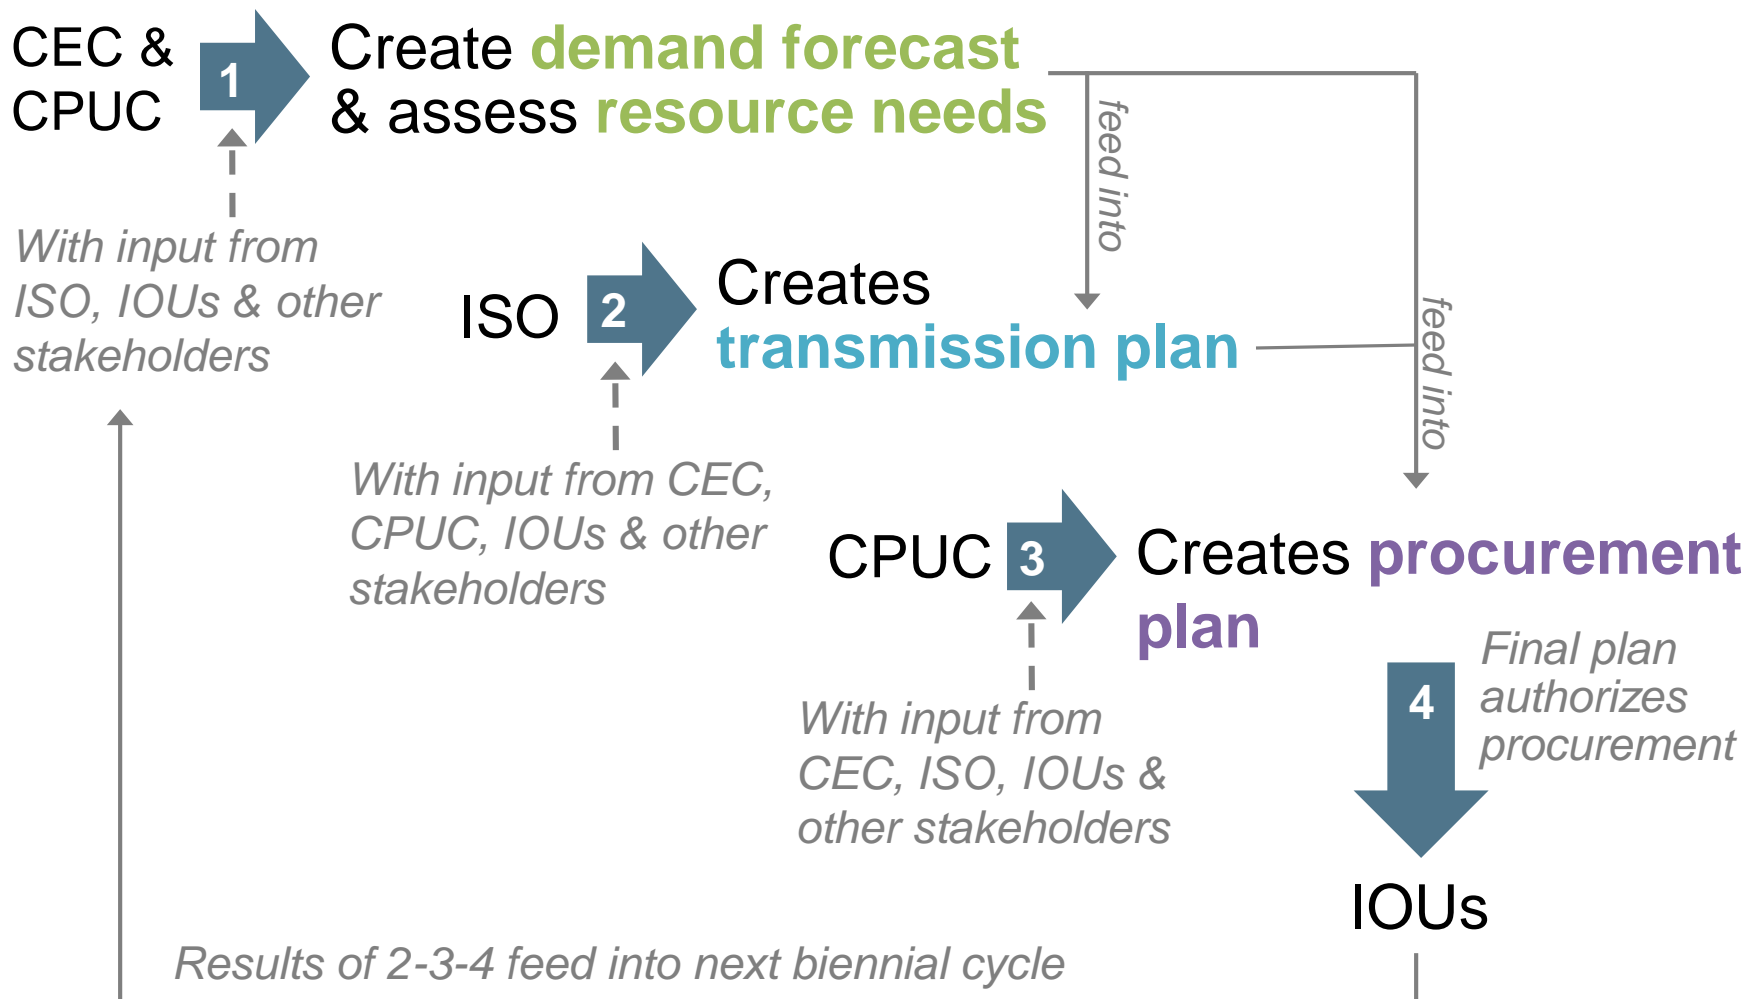 CEC &
CPUC
1
Create demand forecast
& assess resource needs
feed into
With input from
ISO, IOUs & other
stakeholders
ISO
2
Creates
transmission plan
feed into
With input from CEC,
CPUC, IOUs & other
stakeholders
CPUC
3
Creates procurement
plan
With input from
CEC, ISO, IOUs &
other stakeholders
4
Final plan
authorizes
procurement
IOUs
Results of 2-3-4 feed into next biennial cycle